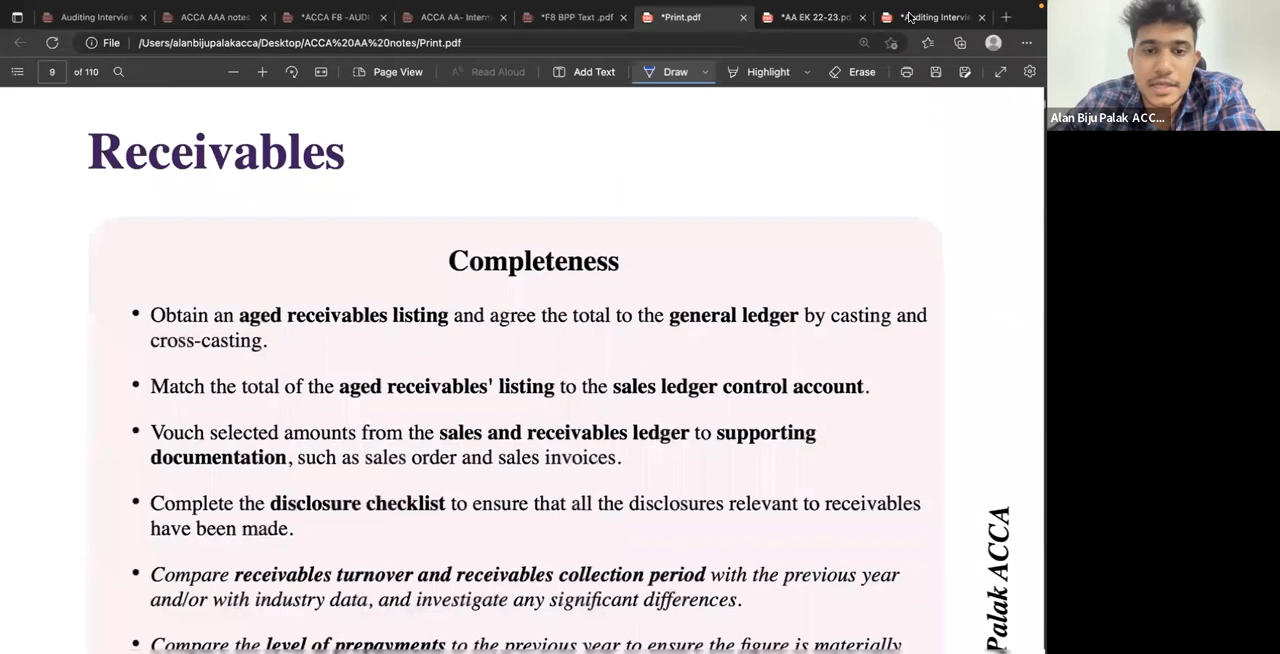 Auditing Interview
ACCA AAA notes
*ACCA F8 -AUDI
ACCA AA- Intern
*F8 BPP Text .pdf
*Print.pdf
*AA EK 22-23.pd
*Auditing Intervie
File
/Users/alanbijupalakacca/Desktop/ACCA%20AA%20notes/Print.pdf
9 of 110
Page View
Read Aloud
Add Text
Draw
Highlight
Erase
Alan Biju Palak ACC...
Receivables
Completeness
• Obtain an aged receivables listing and agree the total to the general ledger by casting and
cross-casting.
• Match the total of the aged receivables' listing to the sales ledger control account.
• Vouch selected amounts from the sales and receivables ledger to supporting
documentation, such as sales order and sales invoices.
• Complete the disclosure checklist to ensure that all the disclosures relevant to receivables
have been made.
• Compare receivables turnover and receivables collection period with the previous year
and/or with industry data, and investigate any significant differences.
• Compare the level of prepayments to the previous year to ensure the figure is materially
Palak ACCA